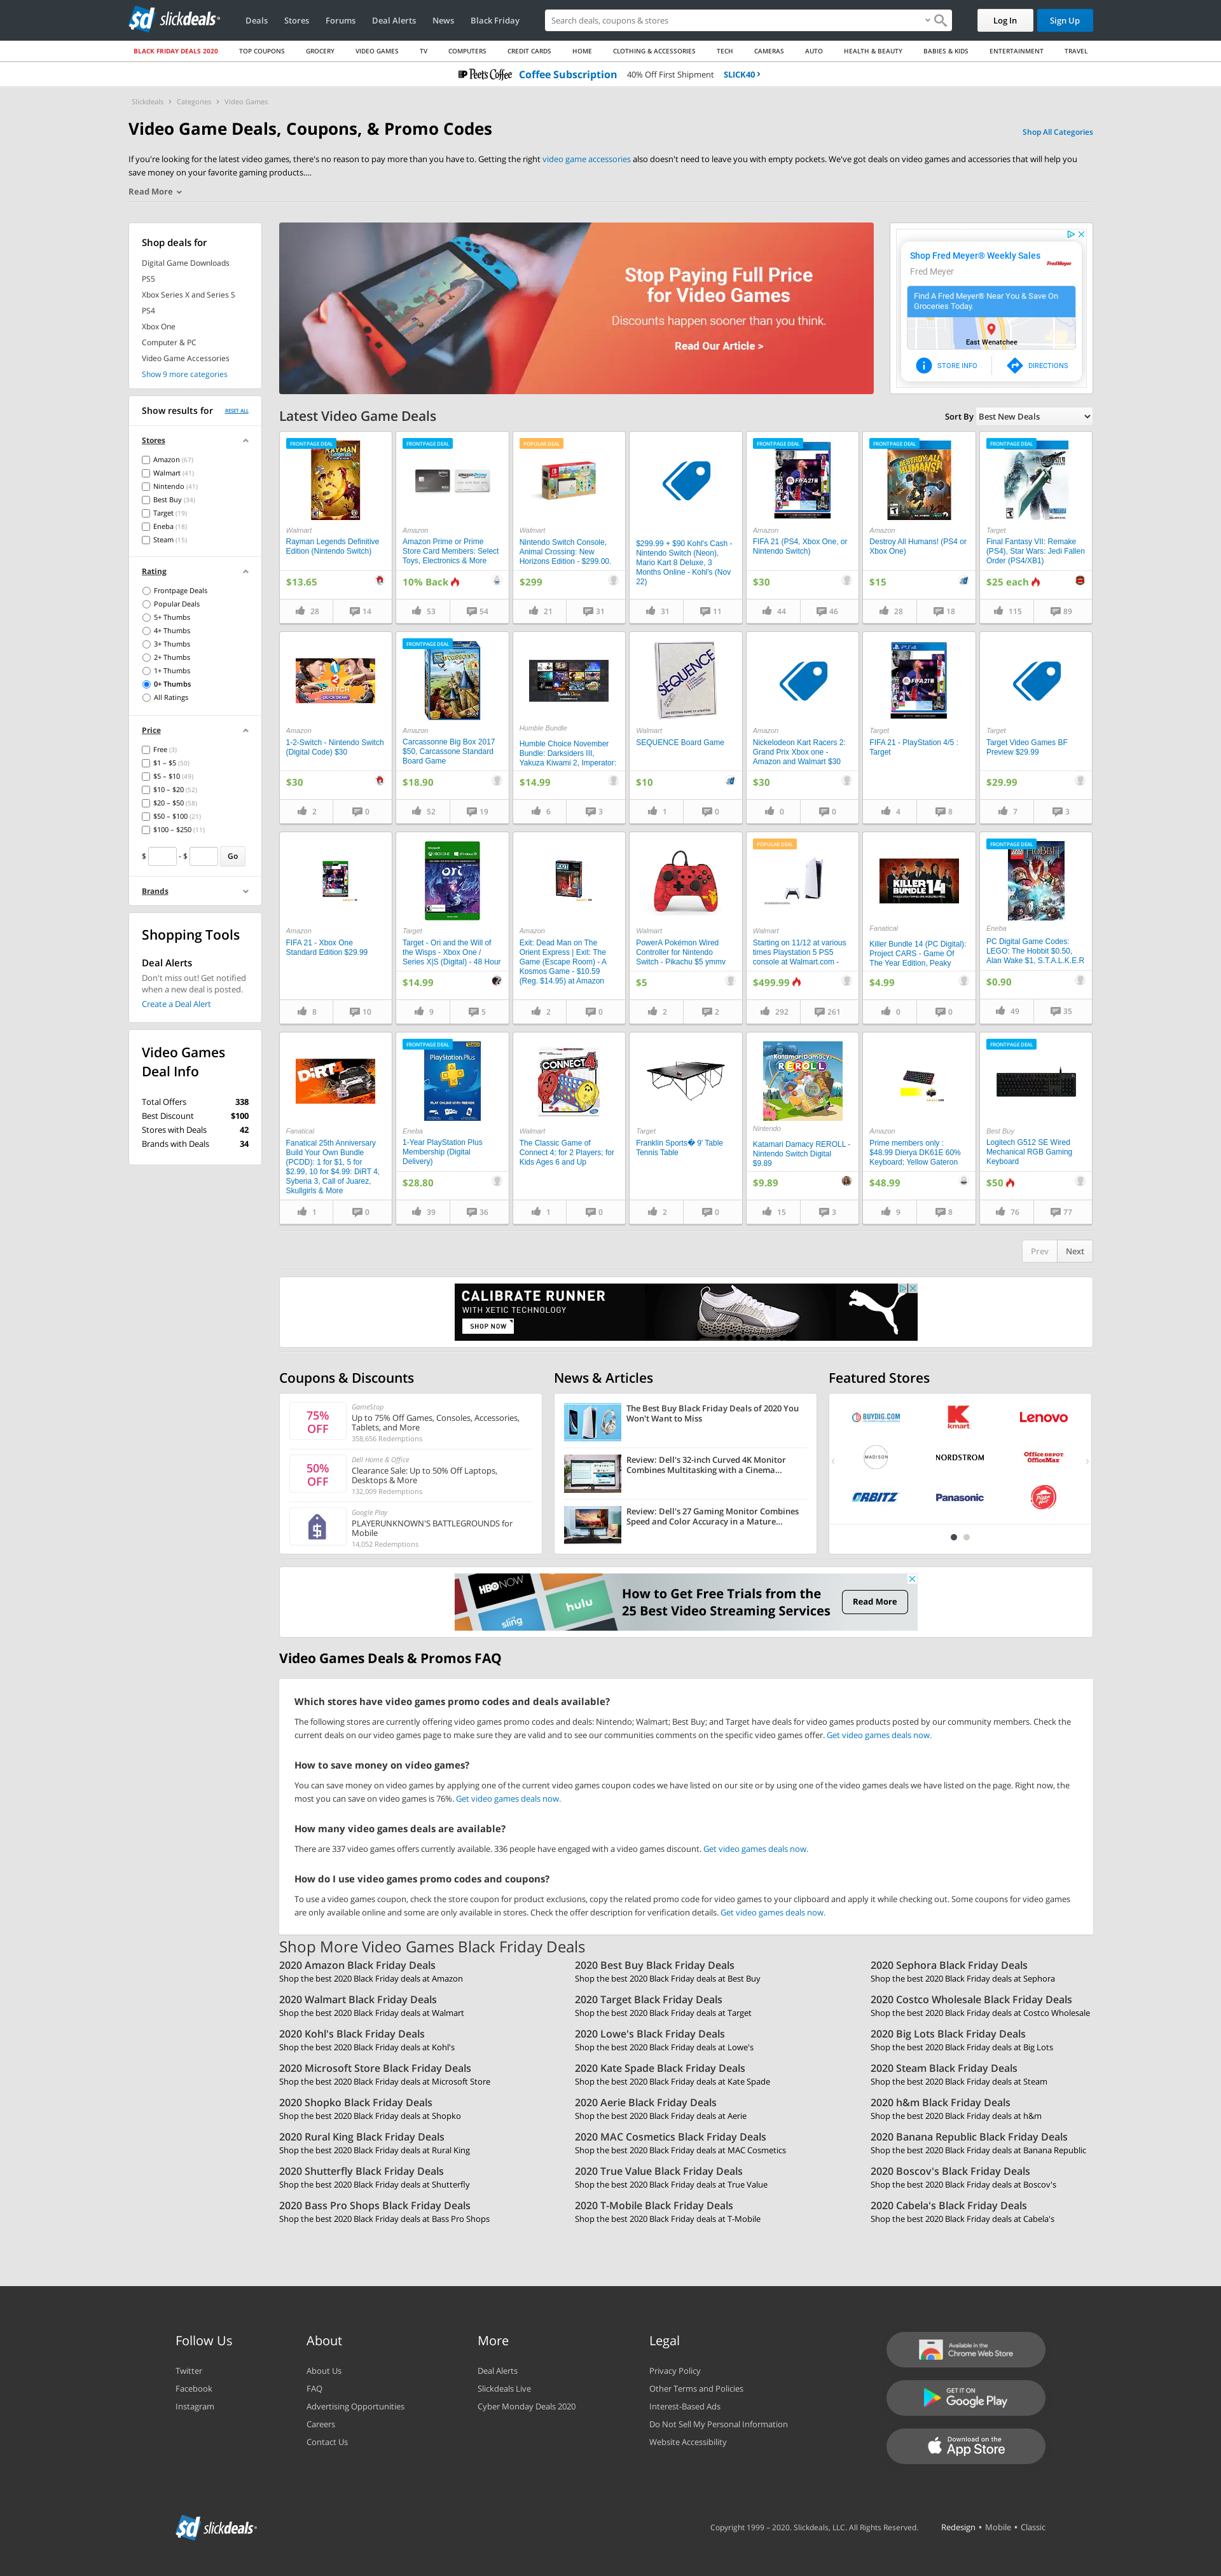 slickdeals
Deals Stores Forums Deal Alerts News Black Friday
Search deals, coupons & stores
Log In Sign Up
BLACK FRIDAY DEALS 2020 TOP COUPONS GROCERY VIDEO GAMES TV COMPUTERS CREDIT CARDS HOME CLOTHING & ACCESSORIES TECH CAMERAS AUTO HEALTH & BEAUTY BABIES & KIDS ENTERTAINMENT TRAVEL
Peet's Coffee Coffee Subscription 40% Off First Shipment SLICK40 >
Slickdeals > Categories > Video Games
Video Game Deals, Coupons, & Promo Codes
Shop All Categories
If you're looking for the latest video games, there's no reason to pay more than you have to. Getting the right video game accessories also doesn't need to leave you with empty pockets. We've got deals on video games and accessories that will help you
save money on your favorite gaming products....
Read More
Shop deals for
Digital Game Downloads
PS5
Xbox Series X and Series S
PS4
Xbox One
Computer & PC
Video Game Accessories
Show 9 more categories
Stop Paying Full Price
for Video Games
Discounts happen sooner than you think.
Read Our Article >
Shop Fred Meyer® Weekly Sales
Fred Meyer
Find A Fred Meyer® Near You & Save On
Groceries Today.
East Wenatchee
STORE INFO DIRECTIONS
Show results for RESET ALL
Stores
Amazon (67)
Walmart (41)
Nintendo (41)
Best Buy (34)
Target (19)
Eneba (18)
Steam (15)
Rating
Frontpage Deals
Popular Deals
5+ Thumbs
4+ Thumbs
3+ Thumbs
2+ Thumbs
1+ Thumbs
0+ Thumbs
All Ratings
Price
Free (3)
$1 – $5 (50)
$5 – $10 (49)
$10 – $20 (52)
$20 – $50 (58)
$50 – $100 (21)
$100 – $250 (11)
$ - $ Go
Brands
Shopping Tools
Deal Alerts
Don't miss out! Get notified
when a new deal is posted.
Create a Deal Alert
Video Games
Deal Info
Total Offers 338
Best Discount $100
Stores with Deals 42
Brands with Deals 34
Latest Video Game Deals
Sort By Best New Deals
FRONTPAGE DEAL
Walmart
Rayman Legends Definitive
Edition (Nintendo Switch)
$13.65
28 14
FRONTPAGE DEAL
Amazon
Amazon Prime or Prime
Store Card Members: Select
Toys, Electronics & More
10% Back
53 54
POPULAR DEAL
Walmart
Nintendo Switch Console,
Animal Crossing: New
Horizons Edition - $299.00.
$299
21 31
$299.99 + $90 Kohl's Cash -
Nintendo Switch (Neon),
Mario Kart 8 Deluxe, 3
Months Online - Kohl's (Nov
22)
31 11
FRONTPAGE DEAL
Amazon
FIFA 21 (PS4, Xbox One, or
Nintendo Switch)
$30
44 46
FRONTPAGE DEAL
Amazon
Destroy All Humans! (PS4 or
Xbox One)
$15
28 18
FRONTPAGE DEAL
Target
Final Fantasy VII: Remake
(PS4), Star Wars: Jedi Fallen
Order (PS4/XB1)
$25 each
115 89
Amazon
1-2-Switch - Nintendo Switch
(Digital Code) $30
$30
2 0
FRONTPAGE DEAL
Amazon
Carcassonne Big Box 2017
$50, Carcassone Standard
Board Game
$18.90
52 19
Humble Bundle
Humble Choice November
Bundle: Darksiders III,
Yakuza Kiwami 2, Imperator:
$14.99
6 3
SEQUENCE
Walmart
SEQUENCE Board Game
$10
1 0
Amazon
Nickelodeon Kart Racers 2:
Grand Prix Xbox one -
Amazon and Walmart $30
$30
0 0
Target
FIFA 21 - PlayStation 4/5 :
Target
4 8
Target
Target Video Games BF
Preview $29.99
$29.99
7 3
Amazon
FIFA 21 - Xbox One
Standard Edition $29.99
8 10
Target
Target - Ori and the Will of
the Wisps - Xbox One /
Series X|S (Digital) - 48 Hour
$14.99
9 5
Amazon
Exit: Dead Man on The
Orient Express | Exit: The
Game (Escape Room) - A
Kosmos Game - $10.59
(Reg. $14.95) at Amazon
2 0
Walmart
PowerA Pokémon Wired
Controller for Nintendo
Switch - Pikachu $5 ymmv
$5
2 2
POPULAR DEAL
Walmart
Starting on 11/12 at various
times Playstation 5 PS5
console at Walmart.com -
$499.99
292 261
KILLER BUNDLE 14
Fanatical
Killer Bundle 14 (PC Digital):
Project CARS - Game Of
The Year Edition, Peaky
$4.99
0 0
FRONTPAGE DEAL
Eneba
PC Digital Game Codes:
LEGO: The Hobbit $0.50,
Alan Wake $1, S.T.A.L.K.E.R
$0.90
49 35
DiRT 4
Fanatical
Fanatical 25th Anniversary
Build Your Own Bundle
(PCDD): 1 for $1, 5 for
$2.99, 10 for $4.99: DiRT 4,
Syberia 3, Call of Juarez,
Skullgirls & More
1 0
FRONTPAGE DEAL
PlayStation Plus
Eneba
1-Year PlayStation Plus
Membership (Digital
Delivery)
$28.80
39 36
CONNECT 4
Walmart
The Classic Game of
Connect 4; for 2 Players; for
Kids Ages 6 and Up
1 0
Target
Franklin Sports� 9' Table
Tennis Table
2 0
Katamari Damacy REROLL
Nintendo
Katamari Damacy REROLL -
Nintendo Switch Digital
$9.89
$9.89
15 3
Amazon
Prime members only :
$48.99 Dierya DK61E 60%
Keyboard; Yellow Gateron
$48.99
9 8
FRONTPAGE DEAL
Best Buy
Logitech G512 SE Wired
Mechanical RGB Gaming
Keyboard
$50
76 77
Prev Next
CALIBRATE RUNNER
WITH XETIC TECHNOLOGY
SHOP NOW
Coupons & Discounts
75% OFF
GameStop
Up to 75% Off Games, Consoles, Accessories,
Tablets, and More
358,656 Redemptions
50% OFF
Dell Home & Office
Clearance Sale: Up to 50% Off Laptops,
Desktops & More
132,009 Redemptions
Google Play
PLAYERUNKNOWN'S BATTLEGROUNDS for
Mobile
14,052 Redemptions
News & Articles
The Best Buy Black Friday Deals of 2020 You
Won't Want to Miss
Review: Dell's 32-inch Curved 4K Monitor
Combines Multitasking with a Cinema...
Review: Dell's 27 Gaming Monitor Combines
Speed and Color Accuracy in a Mature...
Featured Stores
BUYDIG.COM kmart Lenovo
MADISON NORDSTROM Office DEPOT OfficeMax
ORBITZ Panasonic Pizza Hut
HBO NOW
hulu
sling
How to Get Free Trials from the
25 Best Video Streaming Services
Read More
Video Games Deals & Promos FAQ
Which stores have video games promo codes and deals available?
The following stores are currently offering video games promo codes and deals: Nintendo; Walmart; Best Buy; and Target have deals for video games products posted by our community members. Check the
current deals on our video games page to make sure they are valid and to see our communities comments on the specific video games offer. Get video games deals now.
How to save money on video games?
You can save money on video games by applying one of the current video games coupon codes we have listed on our site or by using one of the video games deals we have listed on the page. Right now, the
most you can save on video games is 76%. Get video games deals now.
How many video games deals are available?
There are 337 video games offers currently available. 336 people have engaged with a video games discount. Get video games deals now.
How do I use video games promo codes and coupons?
To use a video games coupon, check the store coupon for product exclusions, copy the related promo code for video games to your clipboard and apply it while checking out. Some coupons for video games
are only available online and some are only available in stores. Check the offer description for verification details. Get video games deals now.
Shop More Video Games Black Friday Deals
2020 Amazon Black Friday Deals
Shop the best 2020 Black Friday deals at Amazon
2020 Best Buy Black Friday Deals
Shop the best 2020 Black Friday deals at Best Buy
2020 Sephora Black Friday Deals
Shop the best 2020 Black Friday deals at Sephora
2020 Walmart Black Friday Deals
Shop the best 2020 Black Friday deals at Walmart
2020 Target Black Friday Deals
Shop the best 2020 Black Friday deals at Target
2020 Costco Wholesale Black Friday Deals
Shop the best 2020 Black Friday deals at Costco Wholesale
2020 Kohl's Black Friday Deals
Shop the best 2020 Black Friday deals at Kohl's
2020 Lowe's Black Friday Deals
Shop the best 2020 Black Friday deals at Lowe's
2020 Big Lots Black Friday Deals
Shop the best 2020 Black Friday deals at Big Lots
2020 Microsoft Store Black Friday Deals
Shop the best 2020 Black Friday deals at Microsoft Store
2020 Kate Spade Black Friday Deals
Shop the best 2020 Black Friday deals at Kate Spade
2020 Steam Black Friday Deals
Shop the best 2020 Black Friday deals at Steam
2020 Shopko Black Friday Deals
Shop the best 2020 Black Friday deals at Shopko
2020 Aerie Black Friday Deals
Shop the best 2020 Black Friday deals at Aerie
2020 h&m Black Friday Deals
Shop the best 2020 Black Friday deals at h&m
2020 Rural King Black Friday Deals
Shop the best 2020 Black Friday deals at Rural King
2020 MAC Cosmetics Black Friday Deals
Shop the best 2020 Black Friday deals at MAC Cosmetics
2020 Banana Republic Black Friday Deals
Shop the best 2020 Black Friday deals at Banana Republic
2020 Shutterfly Black Friday Deals
Shop the best 2020 Black Friday deals at Shutterfly
2020 True Value Black Friday Deals
Shop the best 2020 Black Friday deals at True Value
2020 Boscov's Black Friday Deals
Shop the best 2020 Black Friday deals at Boscov's
2020 Bass Pro Shops Black Friday Deals
Shop the best 2020 Black Friday deals at Bass Pro Shops
2020 T-Mobile Black Friday Deals
Shop the best 2020 Black Friday deals at T-Mobile
2020 Cabela's Black Friday Deals
Shop the best 2020 Black Friday deals at Cabela's
Follow Us
Twitter
Facebook
Instagram
About
About Us
FAQ
Advertising Opportunities
Careers
Contact Us
More
Deal Alerts
Slickdeals Live
Cyber Monday Deals 2020
Legal
Privacy Policy
Other Terms and Policies
Interest-Based Ads
Do Not Sell My Personal Information
Website Accessibility
Available in the
Chrome Web Store
GET IT ON
Google Play
Download on the
App Store
slickdeals
Copyright 1999 – 2020. Slickdeals, LLC. All Rights Reserved. Redesign • Mobile • Classic